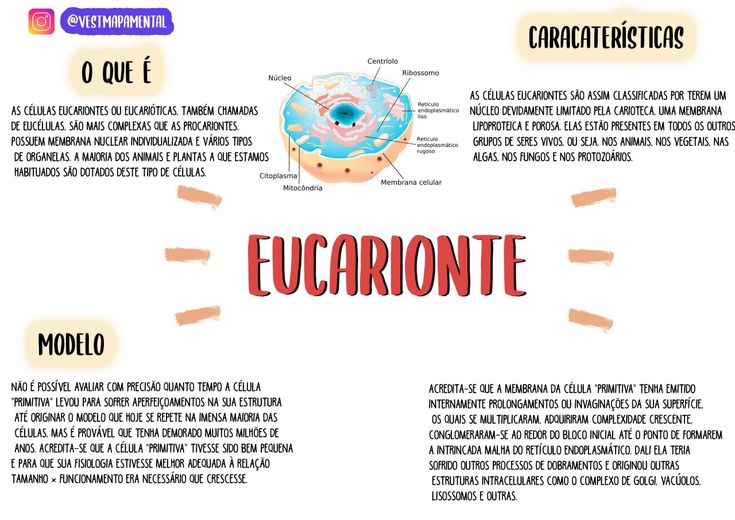 @VESTMAPAMENTAL
O QUE É
AS CÉLULAS EUCARIONTES OU EUCARIÓTICAS, TAMBÉM CHAMADAS
DE EUCÉLULAS, SÃO MAIS COMPLEXAS QUE AS PROCARIONTES.
POSSUEM MEMBRANA NUCLEAR INDIVIDUALIZADA E VÁRIOS TIPOS
DE ORGANELAS. A MAIORIA DOS ANIMAIS E PLANTAS A QUE ESTAMOS
HABITUADOS SÃO DOTADOS DESTE TIPO DE CÉLULAS.
Centríolo
Núcleo
Ribossomo
Retículo
endoplasmático
liso
Retículo
endoplasmático
rugoso
Citoplasma
Mitocôndria
Membrana celular
CARACATERÍSTICAS
AS CÉLULAS EUCARIONTES SÃO ASSIM CLASSIFICADAS POR TEREM UM
NÚCLEO DEVIDAMENTE LIMITADO PELA CARIOTECA, UMA MEMBRANA
LIPOPROTEICA E POROSA. ELAS ESTÃO PRESENTES EM TODOS OS OUTROS
GRUPOS DE SERES VIVOS, OU SEJA, NOS ANIMAIS, NOS VEGETAIS, NAS
ALGAS, NOS FUNGOS E NOS PROTOZOÁRIOS.
EUCARIONTE
MODELO
NÃO É POSSÍVEL AVALIAR COM PRECISÃO QUANTO TEMPO A CÉLULA
"PRIMITIVA" LEVOU PARA SOFRER APERFEIÇOAMENTOS NA SUA ESTRUTURA
ATÉ ORIGINAR O MODELO QUE HOJE SE REPETE NA IMENSA MAIORIA DAS
CÉLULAS, MAS É PROVÁVEL QUE TENHA DEMORADO MUITOS MILHÕES DE
ANOS. ACREDITA-SE QUE A CÉLULA "PRIMITIVA" TIVESSE SIDO BEM PEQUENA
E PARA QUE SUA FISIOLOGIA ESTIVESSE MELHOR ADEQUADA À RELAÇÃO
TAMANHO × FUNCIONAMENTO ERA NECESSÁRIO QUE CRESCESSE.
ACREDITA-SE QUE A MEMBRANA DA CÉLULA "PRIMITIVA" TENHA EMITIDO
INTERNAMENTE PROLONGAMENTOS OU INVAGINAÇÕES DA SUA SUPERFÍCIE,
OS QUAIS SE MULTIPLICARAM, ADQUIRIRAM COMPLEXIDADE CRESCENTE,
CONGLOMERARAM-SE AO REDOR DO BLOCO INICIAL ATÉ O PONTO DE FORMAREM
A INTRINCADA MALHA DO RETÍCULO ENDOPLASMÁTICO. DALI ELA TERIA
SOFRIDO OUTROS PROCESSOS DE DOBRAMENTOS E ORIGINOU OUTRAS
ESTRUTURAS INTRACELULARES COMO O COMPLEXO DE GOLGI, VACÚOLOS,
LISOSSOMOS E OUTRAS.